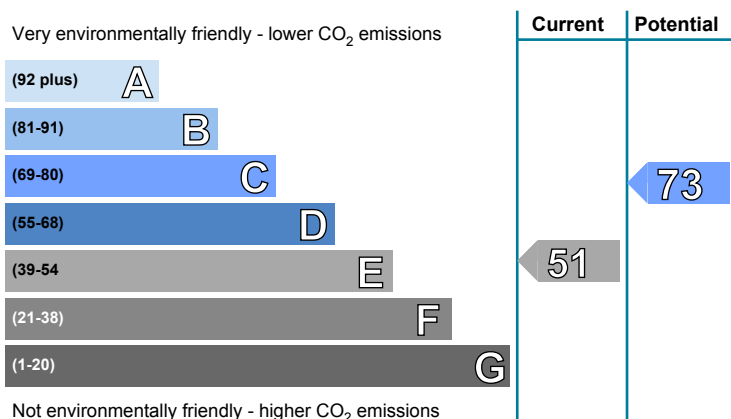 Current Potential
Very environmentally friendly - lower CO2 emissions
(92 plus) A
(81-91) B
(69-80) C
73
(55-68) D
(39-54 E
51
(21-38) F
(1-20) G
Not environmentally friendly - higher CO2 emissions